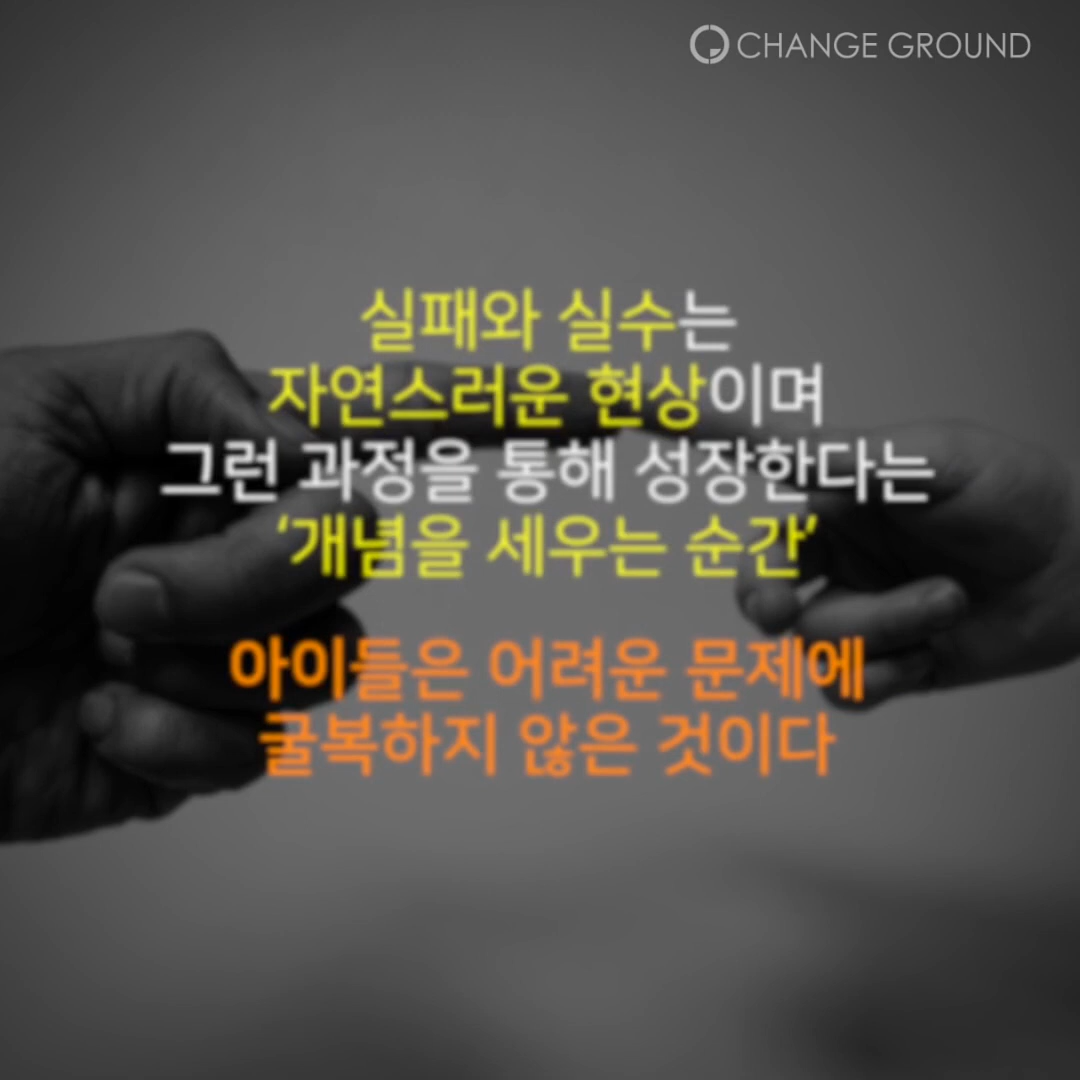 CHANGE GROUND
실패와 실수는
자연스러운 현상이며
그런 과정을 통해 성장한다는
‘개념을 세우는 순간’
아이들은 어려운 문제에
굴복하지 않은 것이다